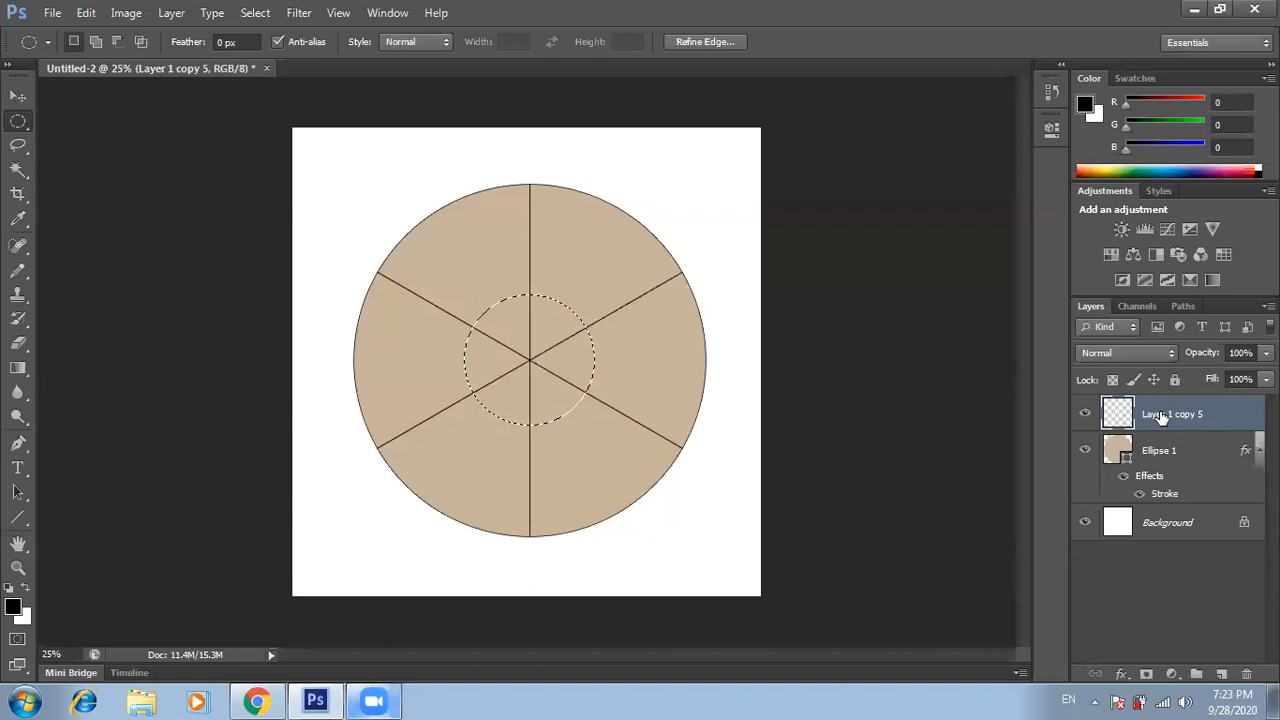 Ps File Edit Image Layer Type Select Filter View Window Help
Feather: 0 px Anti-alias Style: Normal Width: Height: Refine Edge... Essentials
Untitled-2 @ 25% (Layer 1 copy 5, RGB/8) * ×
Color Swatches
R 0
G 0
B 0
Adjustments Styles
Add an adjustment
Layers Channels Paths
Kind
Normal Opacity: 100%
Lock: Fill: 100%
Layer 1 copy 5
Ellipse 1 fx
Effects
Stroke
Background
25% Doc: 11.4M/15.3M
Mini Bridge Timeline
Ps EN 7:23 PM
9/28/2020